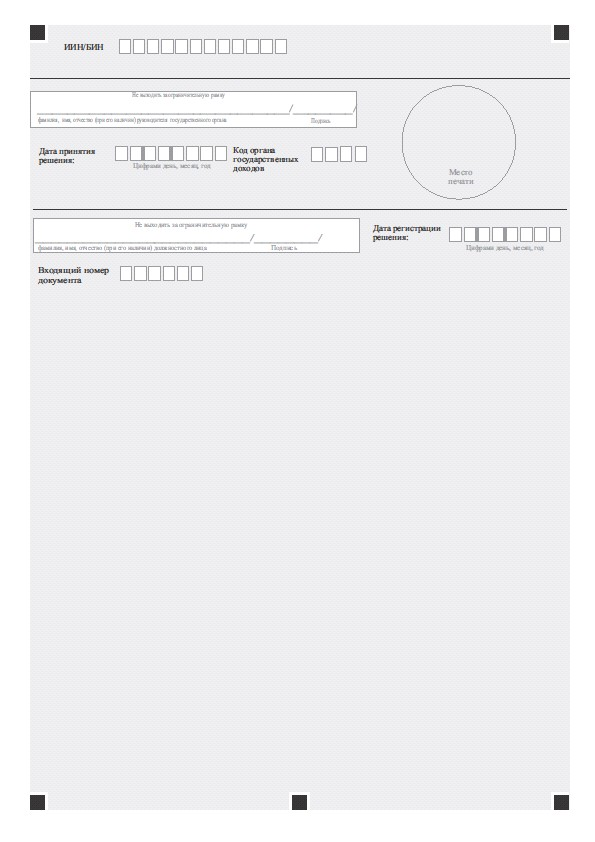 ИИН/БИН
Не выходить за ограничительную рамку
/ /
фамилия, имя, отчество (при его наличии) руководителя государственного органа Подпись
Дата принятия решения:
Цифрами день, месяц, год
Код органа государственных доходов
Место печати
Не выходить за ограничительную рамку
/ /
фамилия, имя, отчество (при его наличии) должностного лица Подпись
Дата регистрации решения:
Цифрами день, месяц, год
Входящий номер документа